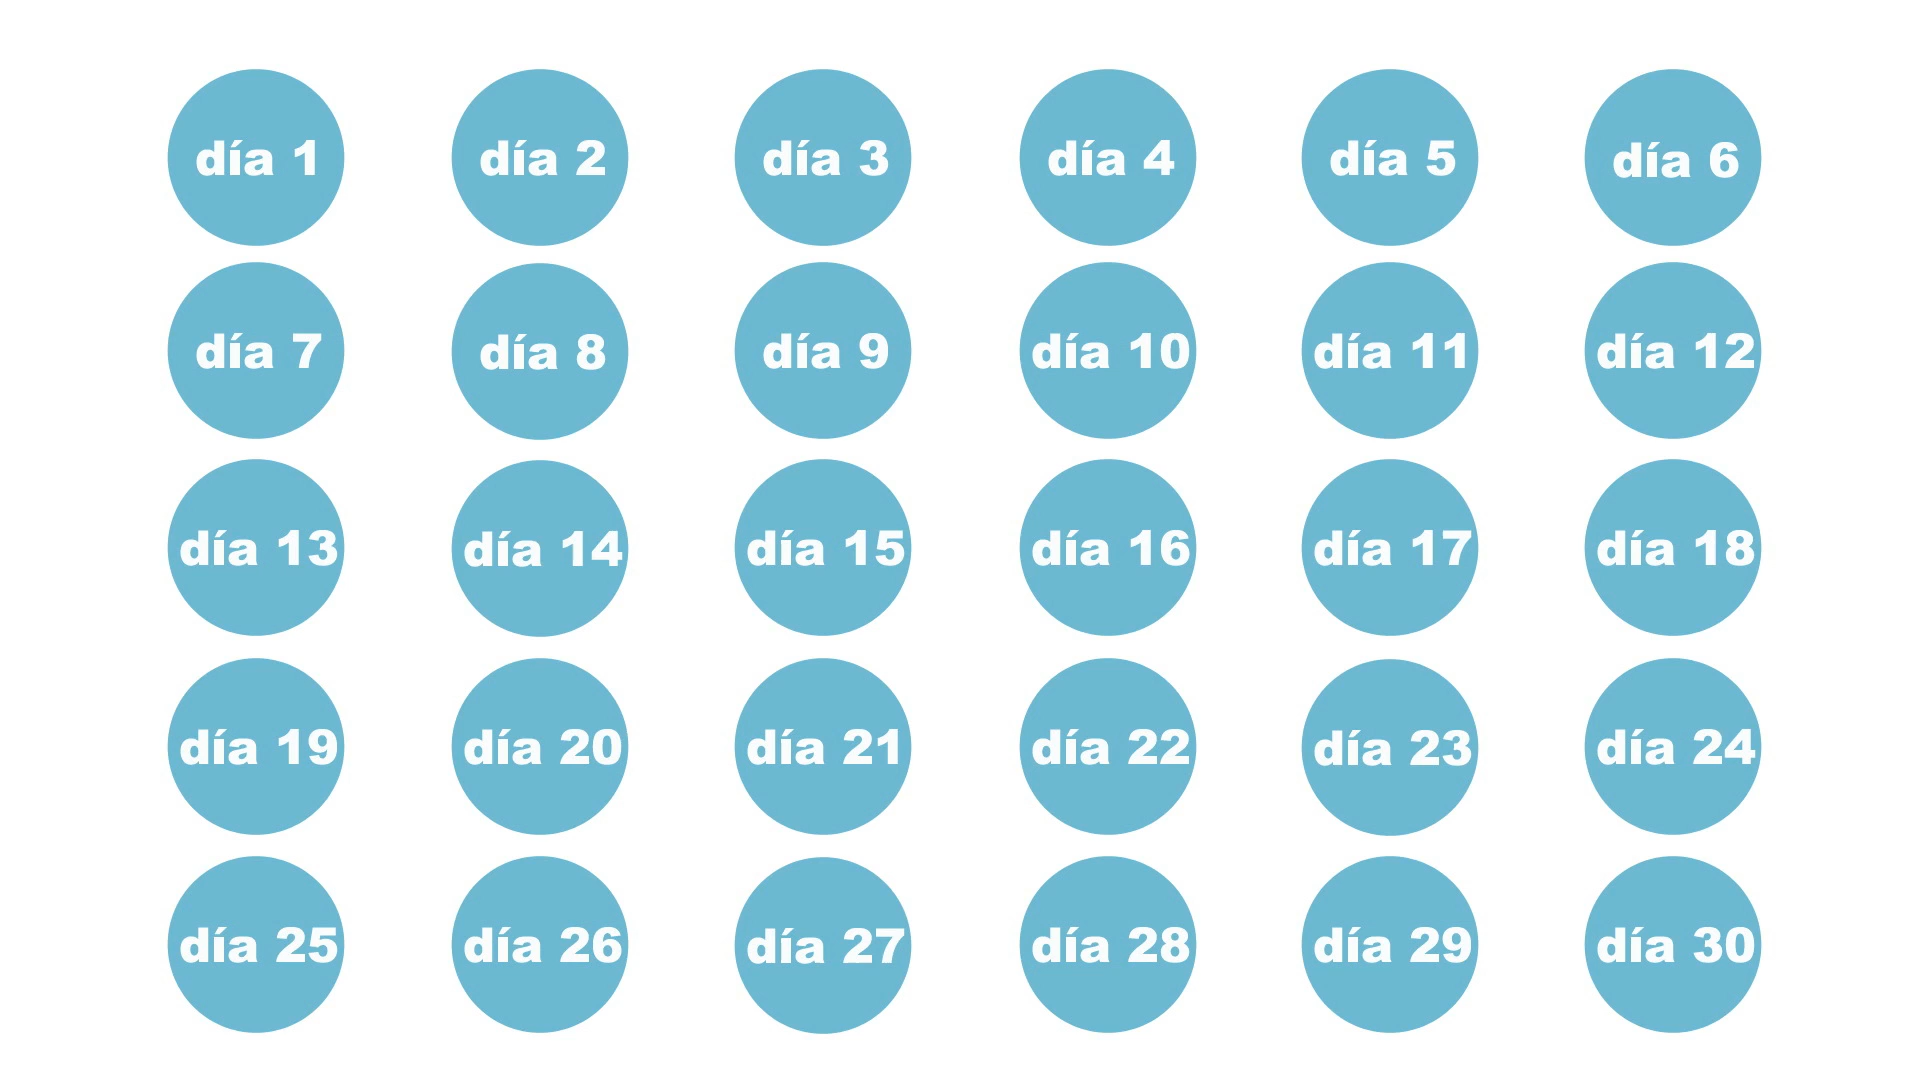 día 1
día 2
día 3
día 4
día 5
día 6
día 7
día 8
día 9
día 10
día 11
día 12
día 13
día 14
día 15
día 16
día 17
día 18
día 19
día 20
día 21
día 22
día 23
día 24
día 25
día 26
día 27
día 28
día 29
día 30